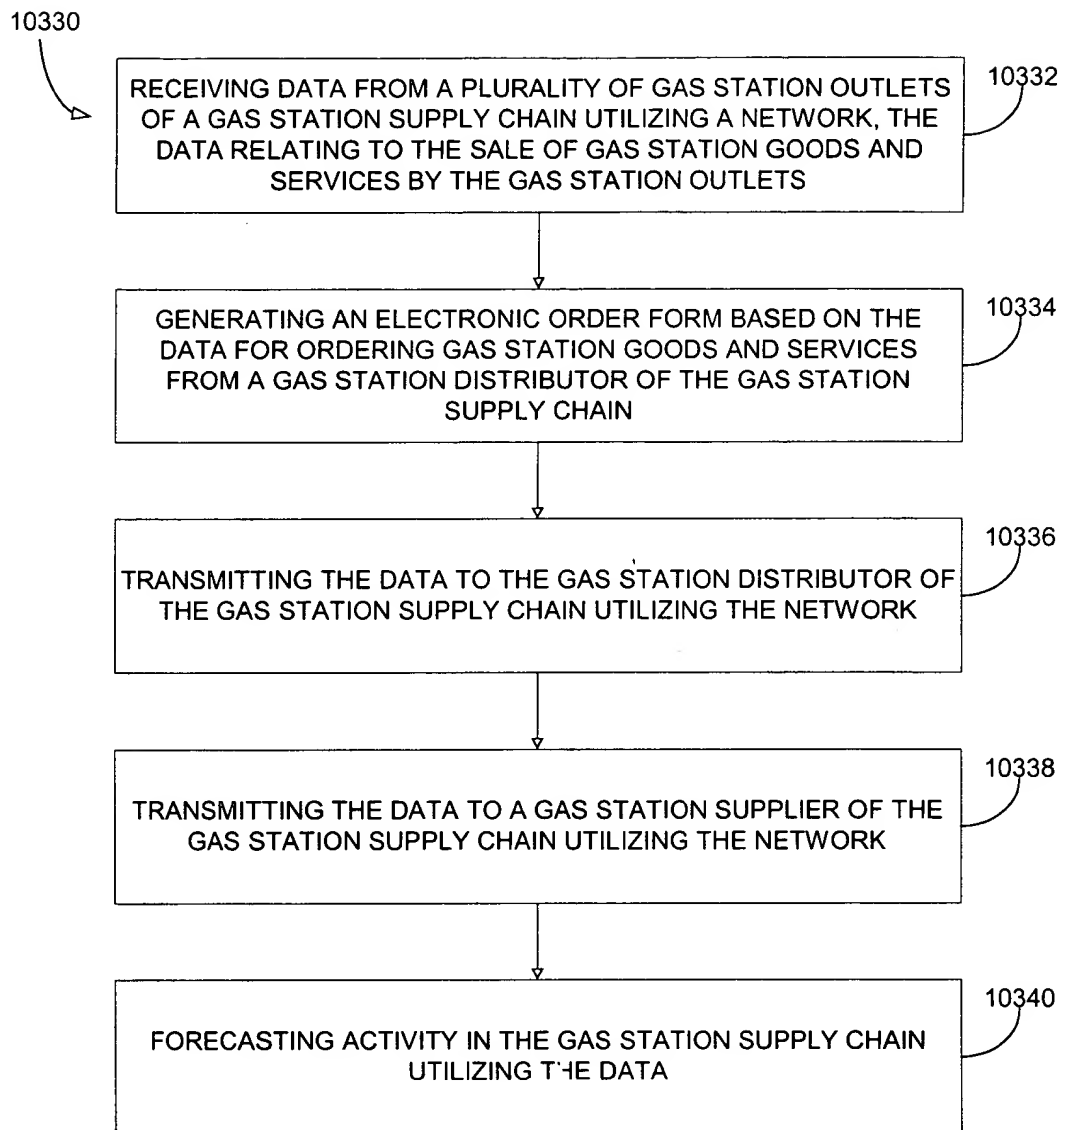 10330
10332
RECEIVING DATA FROM A PLURALITY OF GAS STATION OUTLETS
OF A GAS STATION SUPPLY CHAIN UTILIZING A NETWORK, THE
DATA RELATING TO THE SALE OF GAS STATION GOODS AND
SERVICES BY THE GAS STATION OUTLETS
10334
GENERATING AN ELECTRONIC ORDER FORM BASED ON THE
DATA FOR ORDERING GAS STATION GOODS AND SERVICES
FROM A GAS STATION DISTRIBUTOR OF THE GAS STATION
SUPPLY CHAIN
10336
TRANSMITTING THE DATA TO THE GAS STATION DISTRIBUTOR OF
THE GAS STATION SUPPLY CHAIN UTILIZING THE NETWORK
10338
TRANSMITTING THE DATA TO A GAS STATION SUPPLIER OF THE
GAS STATION SUPPLY CHAIN UTILIZING THE NETWORK
10340
FORECASTING ACTIVITY IN THE GAS STATION SUPPLY CHAIN
UTILIZING THE DATA